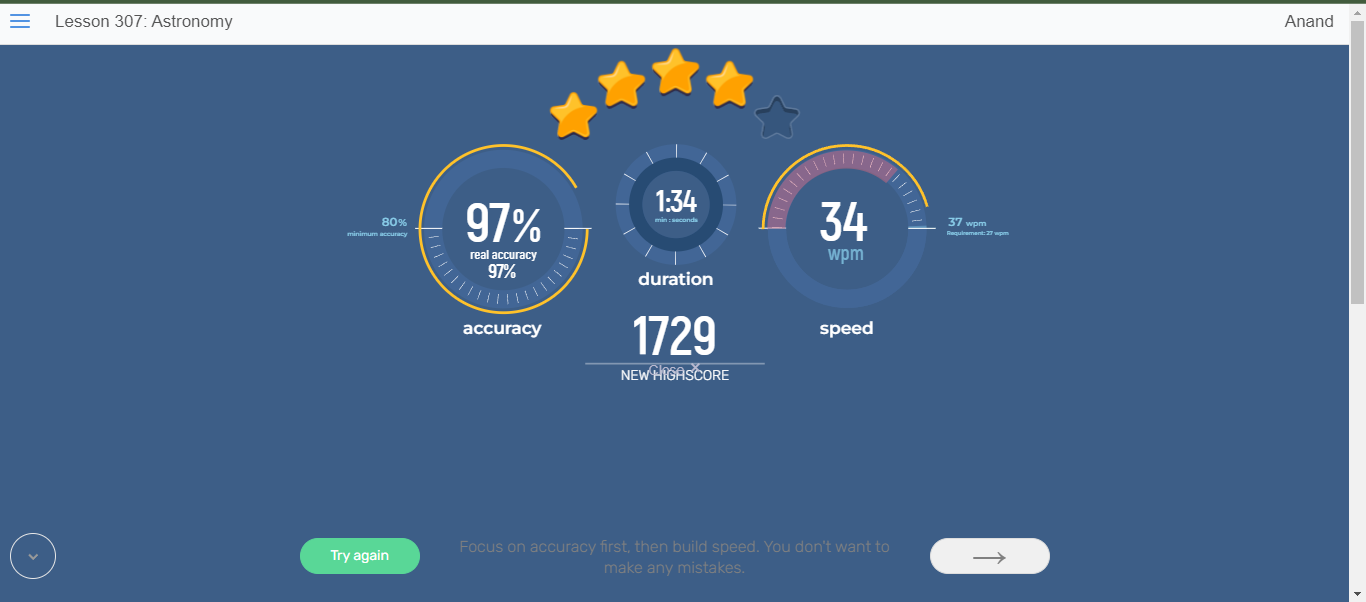 Lesson 307: Astronomy
Anand
80%
minimum accuracy
97%
real accuracy
97%
accuracy
1:34
min : seconds
duration
1729
Close ×
NEW HIGHSCORE
34
wpm
speed
37 wpm
Requirement: 27 wpm
Try again
Focus on accuracy first, then build speed. You don't want to
make any mistakes.